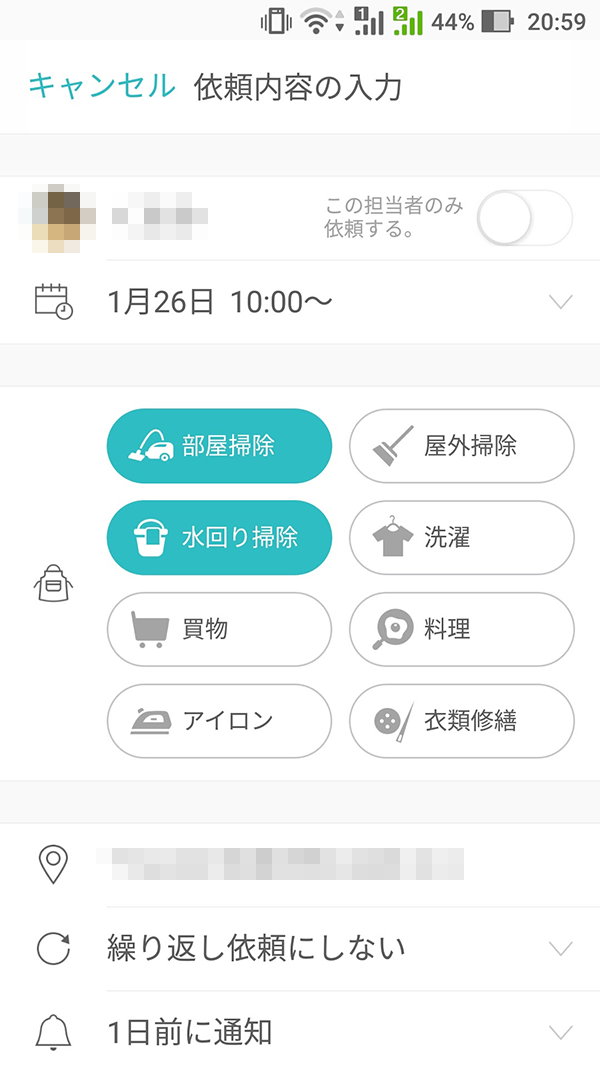 1 2 44% 20:59
キャンセル 依頼内容の入力
この担当者のみ
依頼する。
1月26日 10:00〜
部屋掃除 屋外掃除
水回り掃除 洗濯
買物 料理
アイロン 衣類修繕
繰り返し依頼にしない
1日前に通知